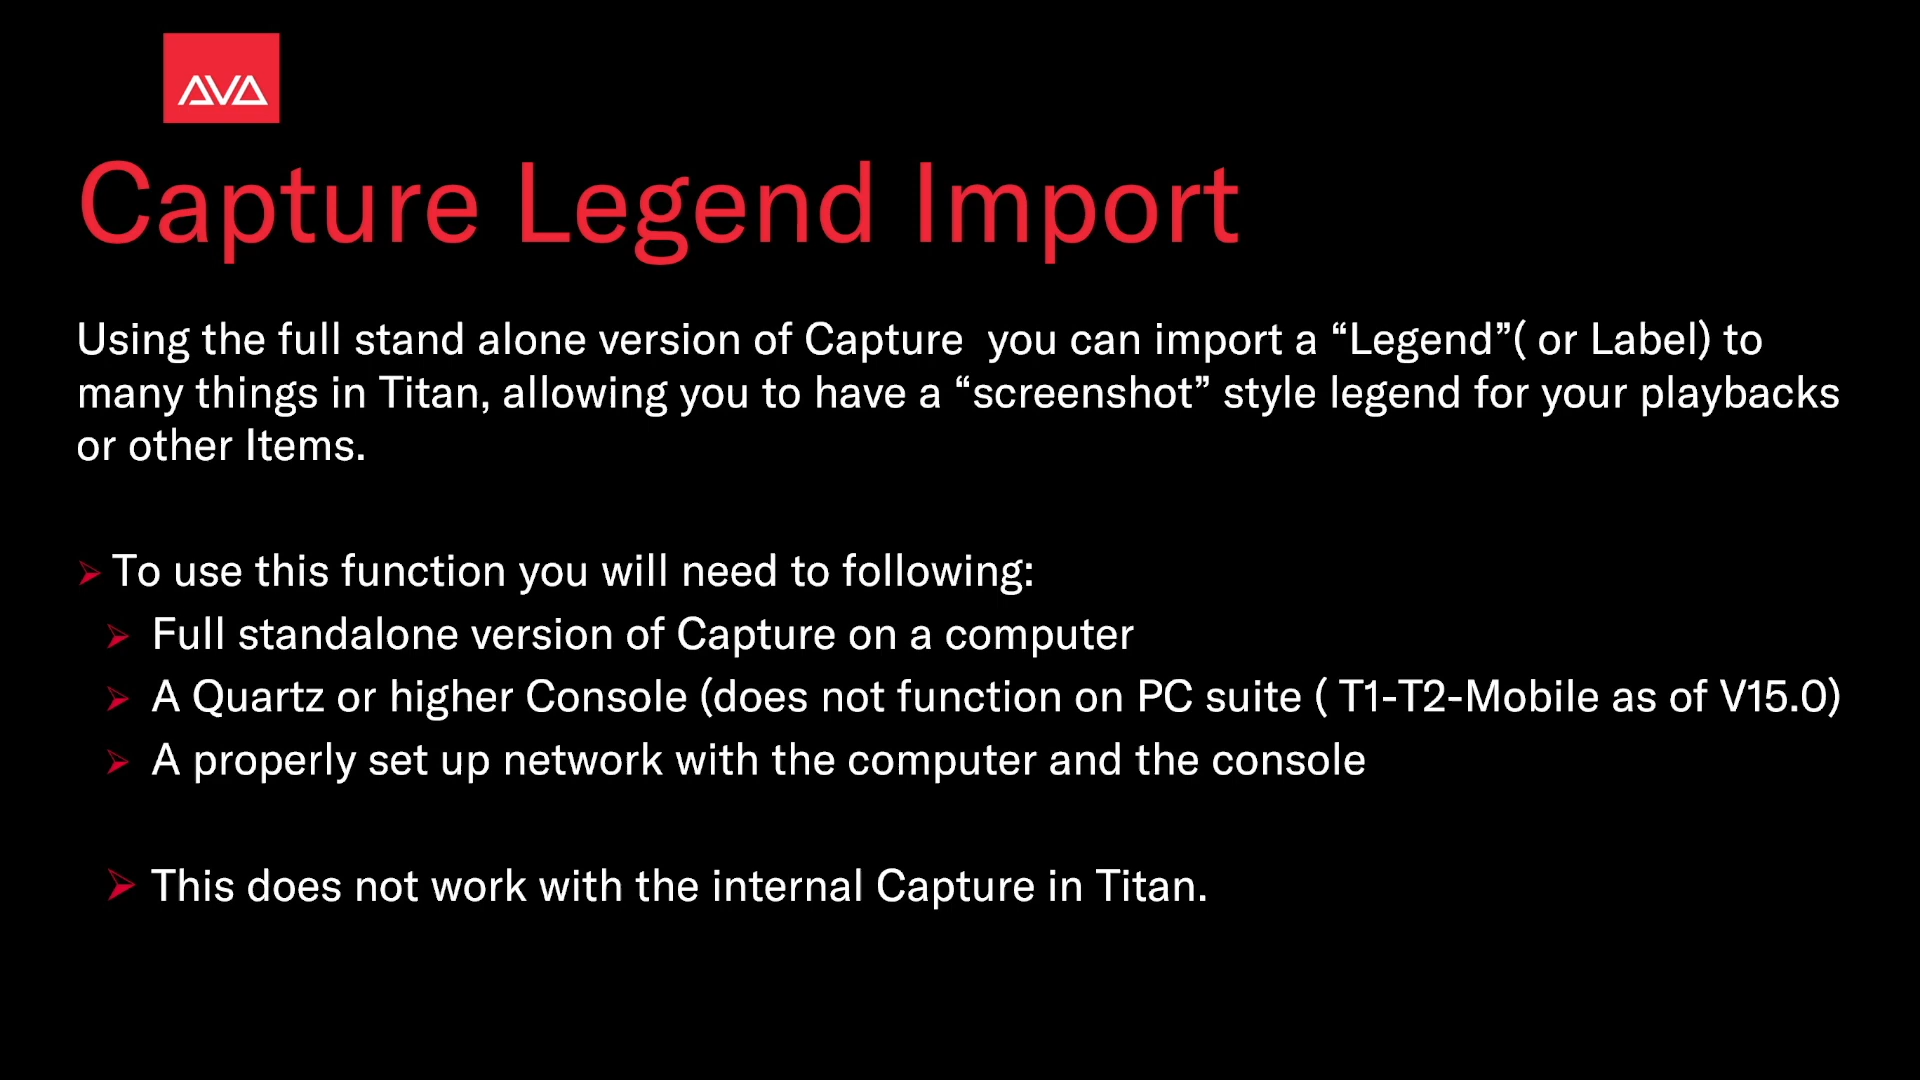 AVA
Capture Legend Import
Using the full stand alone version of Capture  you can import a “Legend”( or Label) to
many things in Titan, allowing you to have a “screenshot” style legend for your playbacks
or other Items.
To use this function you will need to following:
Full standalone version of Capture on a computer
A Quartz or higher Console (does not function on PC suite ( T1-T2-Mobile as of V15.0)
A properly set up network with the computer and the console
This does not work with the internal Capture in Titan.